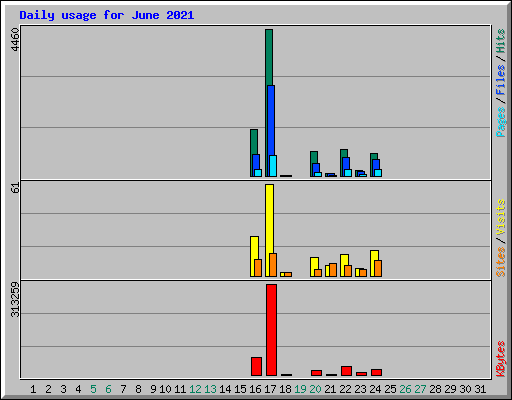 Daily usage for June 2021
4460
Pages/Files/Hits
61
Sites/Visits
313259
KBytes
1 2 3 4 5 6 7 8 9 10 11 12 13 14 15 16 17 18 19 20 21 22 23 24 25 26 27 28 29 30 31